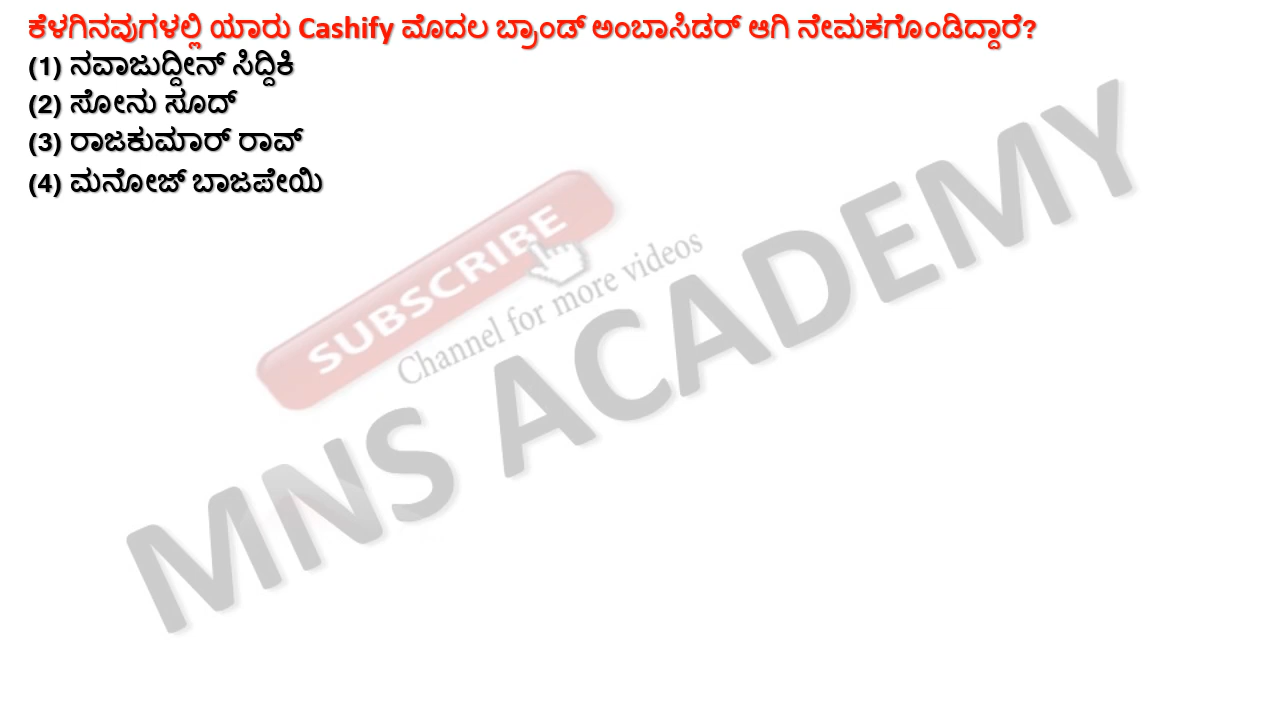 ಕೆಳಗಿನವುಗಳಲ್ಲಿ ಯಾರು Cashify ಮೊದಲ ಬ್ರಾಂಡ್ ಅಂಬಾಸಿಡರ್ ಆಗಿ ನೇಮಕಗೊಂಡಿದ್ದಾರೆ?
(1) ನವಾಜುದ್ದೀನ್ ಸಿದ್ದಿಕಿ
(2) ಸೋನು ಸೂದ್
(3) ರಾಜಕುಮಾರ್ ರಾವ್
(4) ಮನೋಜ್ ಬಾಜಪೇಯಿ
SUBSCRIBE
Channel for more videos
MNS ACADEMY